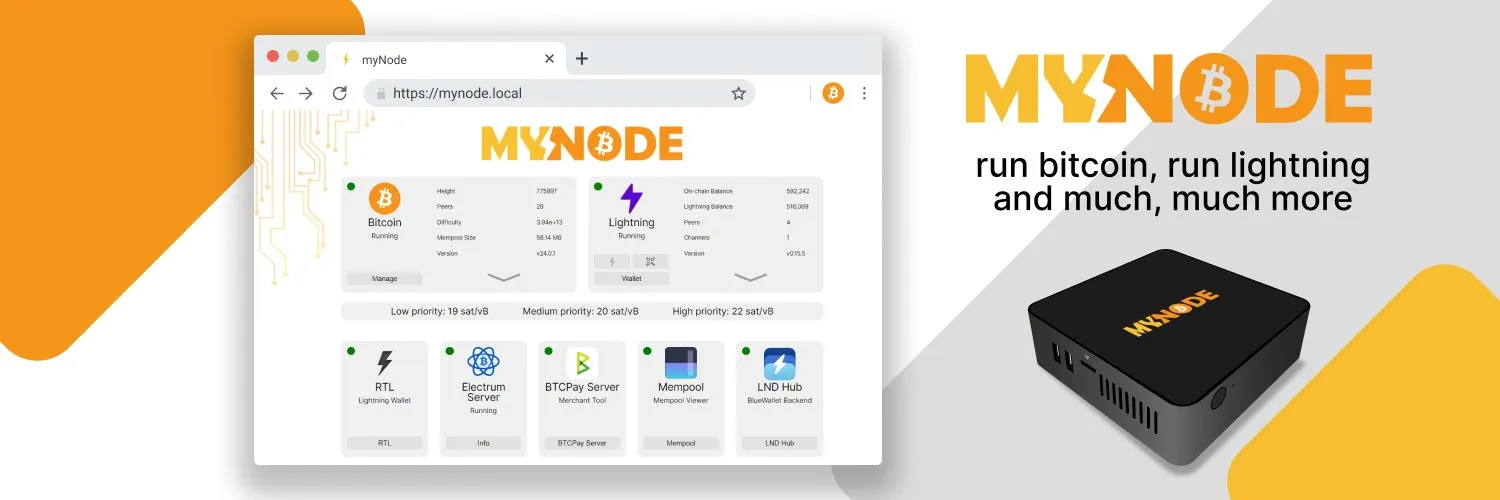 myNode
https://mynode.local
MYNODE
Bitcoin
Running
Manage
Height 775897
Peers 28
Difficulty 3.94e+13
Mempool Size 58.14 MB
Version v24.0.1
Lightning
Running
Wallet
On-chain Balance 592,242
Lightning Balance 516,069
Peers 4
Channels 1
Version v0.15.5
Low priority: 19 sat/vB Medium priority: 20 sat/vB High priority: 22 sat/vB
RTL
Lightning Wallet
RTL
Electrum
Server
Running
Info
BTCPay Server
Merchant Tool
BTCPay Server
Mempool
Mempool Viewer
Mempool
LND Hub
BlueWallet Backend
LND Hub
MYNODE
run bitcoin, run lightning
and much, much more
MYNODE